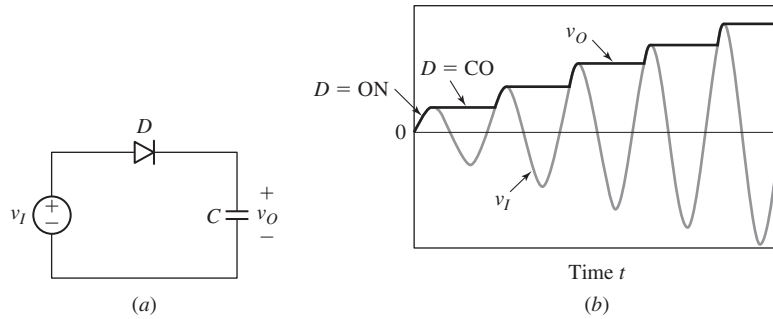 D
v_I
+
−
C
+
v_O
−
(a)
D = ON
D = CO
v_O
0
v_I
Time t
(b)